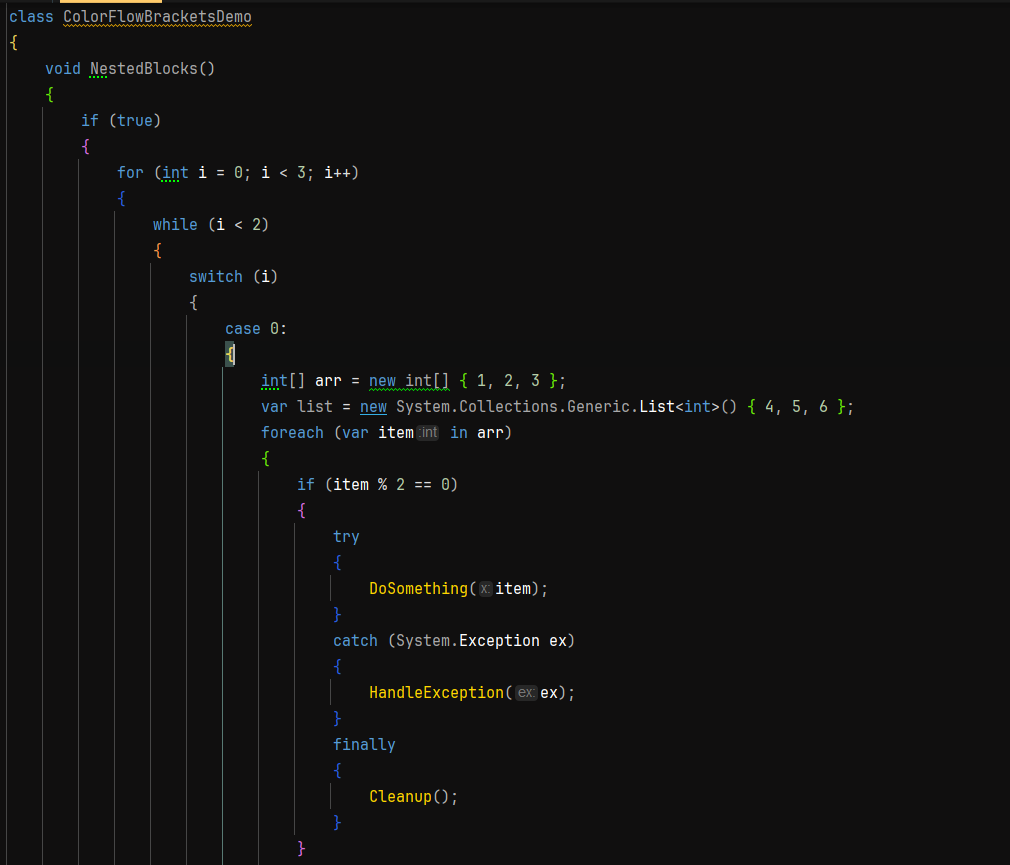 class ColorFlowBracketsDemo
{
    void NestedBlocks()
    {
        if (true)
        {
            for (int i = 0; i < 3; i++)
            {
                while (i < 2)
                {
                    switch (i)
                    {
                        case 0:
                        {
                            int[] arr = new int[] { 1, 2, 3 };
                            var list = new System.Collections.Generic.List<int>() { 4, 5, 6 };
                            foreach (var item :int in arr)
                            {
                                if (item % 2 == 0)
                                {
                                    try
                                    {
                                        DoSomething( x: item);
                                    }
                                    catch (System.Exception ex)
                                    {
                                        HandleException( ex: ex);
                                    }
                                    finally
                                    {
                                        Cleanup();
                                    }
                                }